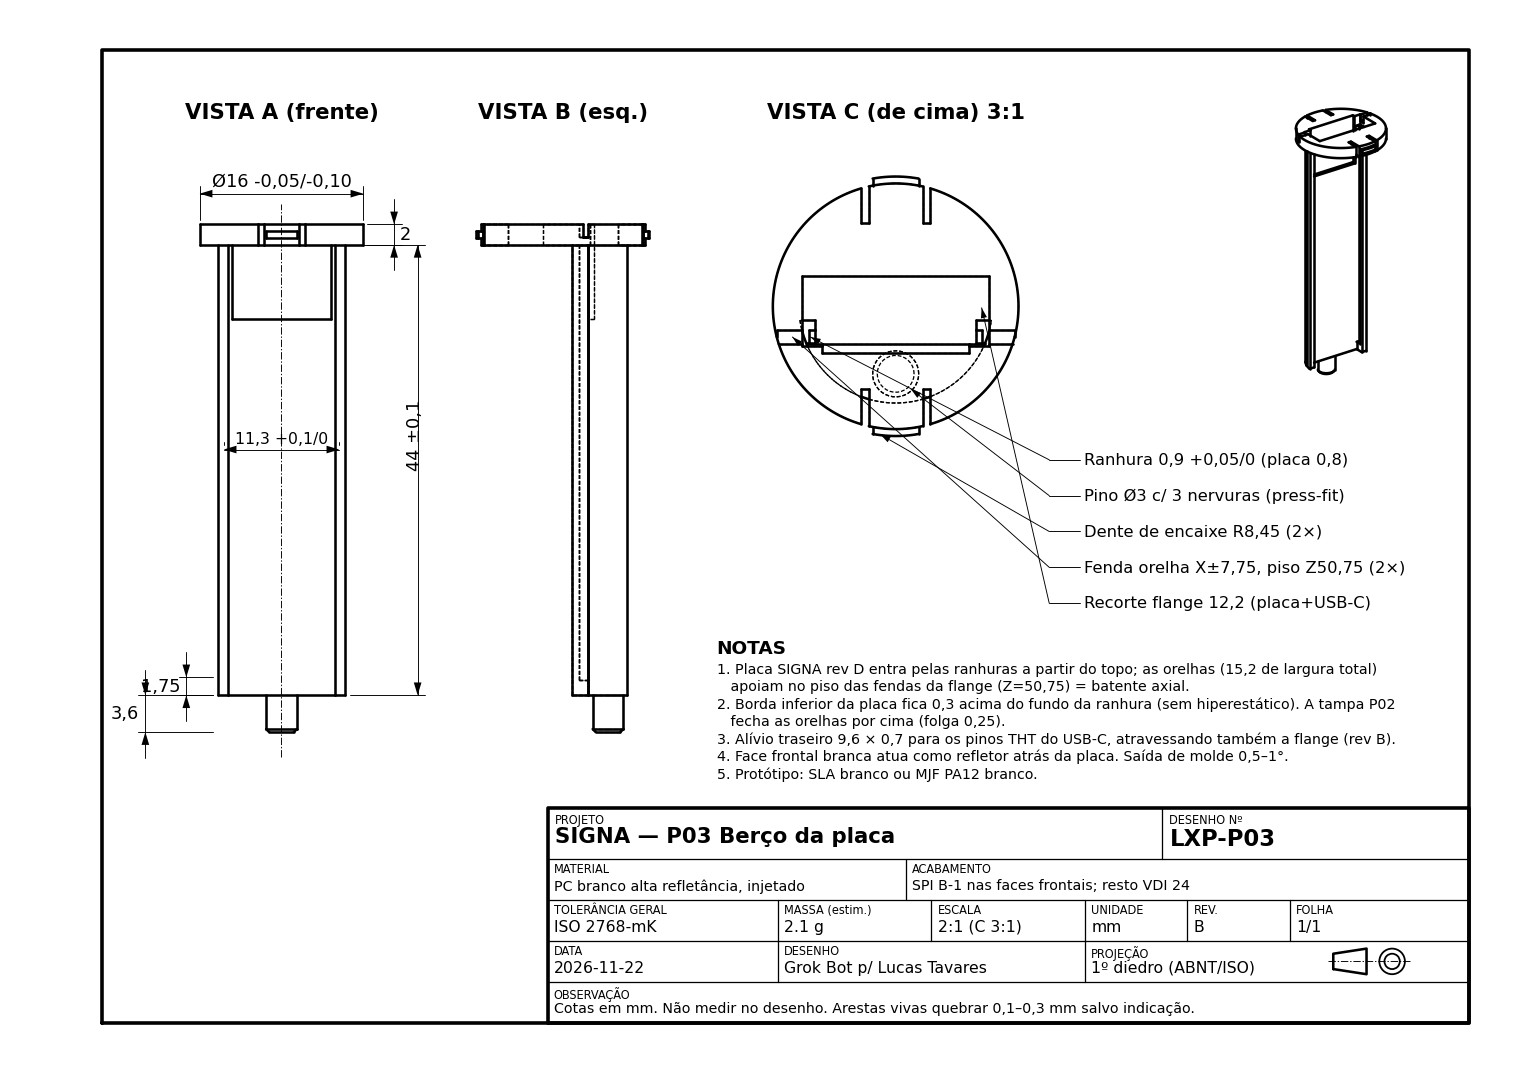 VISTA A (frente)
VISTA B (esq.)
VISTA C (de cima) 3:1
Ø16 -0,05/-0,10
2
11,3 +0,1/0
44 ±0,1
1,75
3,6
Ranhura 0,9 +0,05/0 (placa 0,8)
Pino Ø3 c/ 3 nervuras (press-fit)
Dente de encaixe R8,45 (2×)
Fenda orelha X±7,75, piso Z50,75 (2×)
Recorte flange 12,2 (placa+USB-C)
NOTAS
1. Placa SIGNA rev D entra pelas ranhuras a partir do topo; as orelhas (15,2 de largura total)
apoiam no piso das fendas da flange (Z=50,75) = batente axial.
2. Borda inferior da placa fica 0,3 acima do fundo da ranhura (sem hiperestático). A tampa P02
fecha as orelhas por cima (folga 0,25).
3. Alívio traseiro 9,6 × 0,7 para os pinos THT do USB-C, atravessando também a flange (rev B).
4. Face frontal branca atua como refletor atrás da placa. Saída de molde 0,5–1°.
5. Protótipo: SLA branco ou MJF PA12 branco.
PROJETO
SIGNA — P03 Berço da placa
DESENHO Nº
LXP-P03
MATERIAL
PC branco alta refletância, injetado
ACABAMENTO
SPI B-1 nas faces frontais; resto VDI 24
TOLERÂNCIA GERAL
ISO 2768-mK
MASSA (estim.)
2.1 g
ESCALA
2:1 (C 3:1)
UNIDADE
mm
REV.
B
FOLHA
1/1
DATA
2026-11-22
DESENHO
Grok Bot p/ Lucas Tavares
PROJEÇÃO
1º diedro (ABNT/ISO)
OBSERVAÇÃO
Cotas em mm. Não medir no desenho. Arestas vivas quebrar 0,1–0,3 mm salvo indicação.